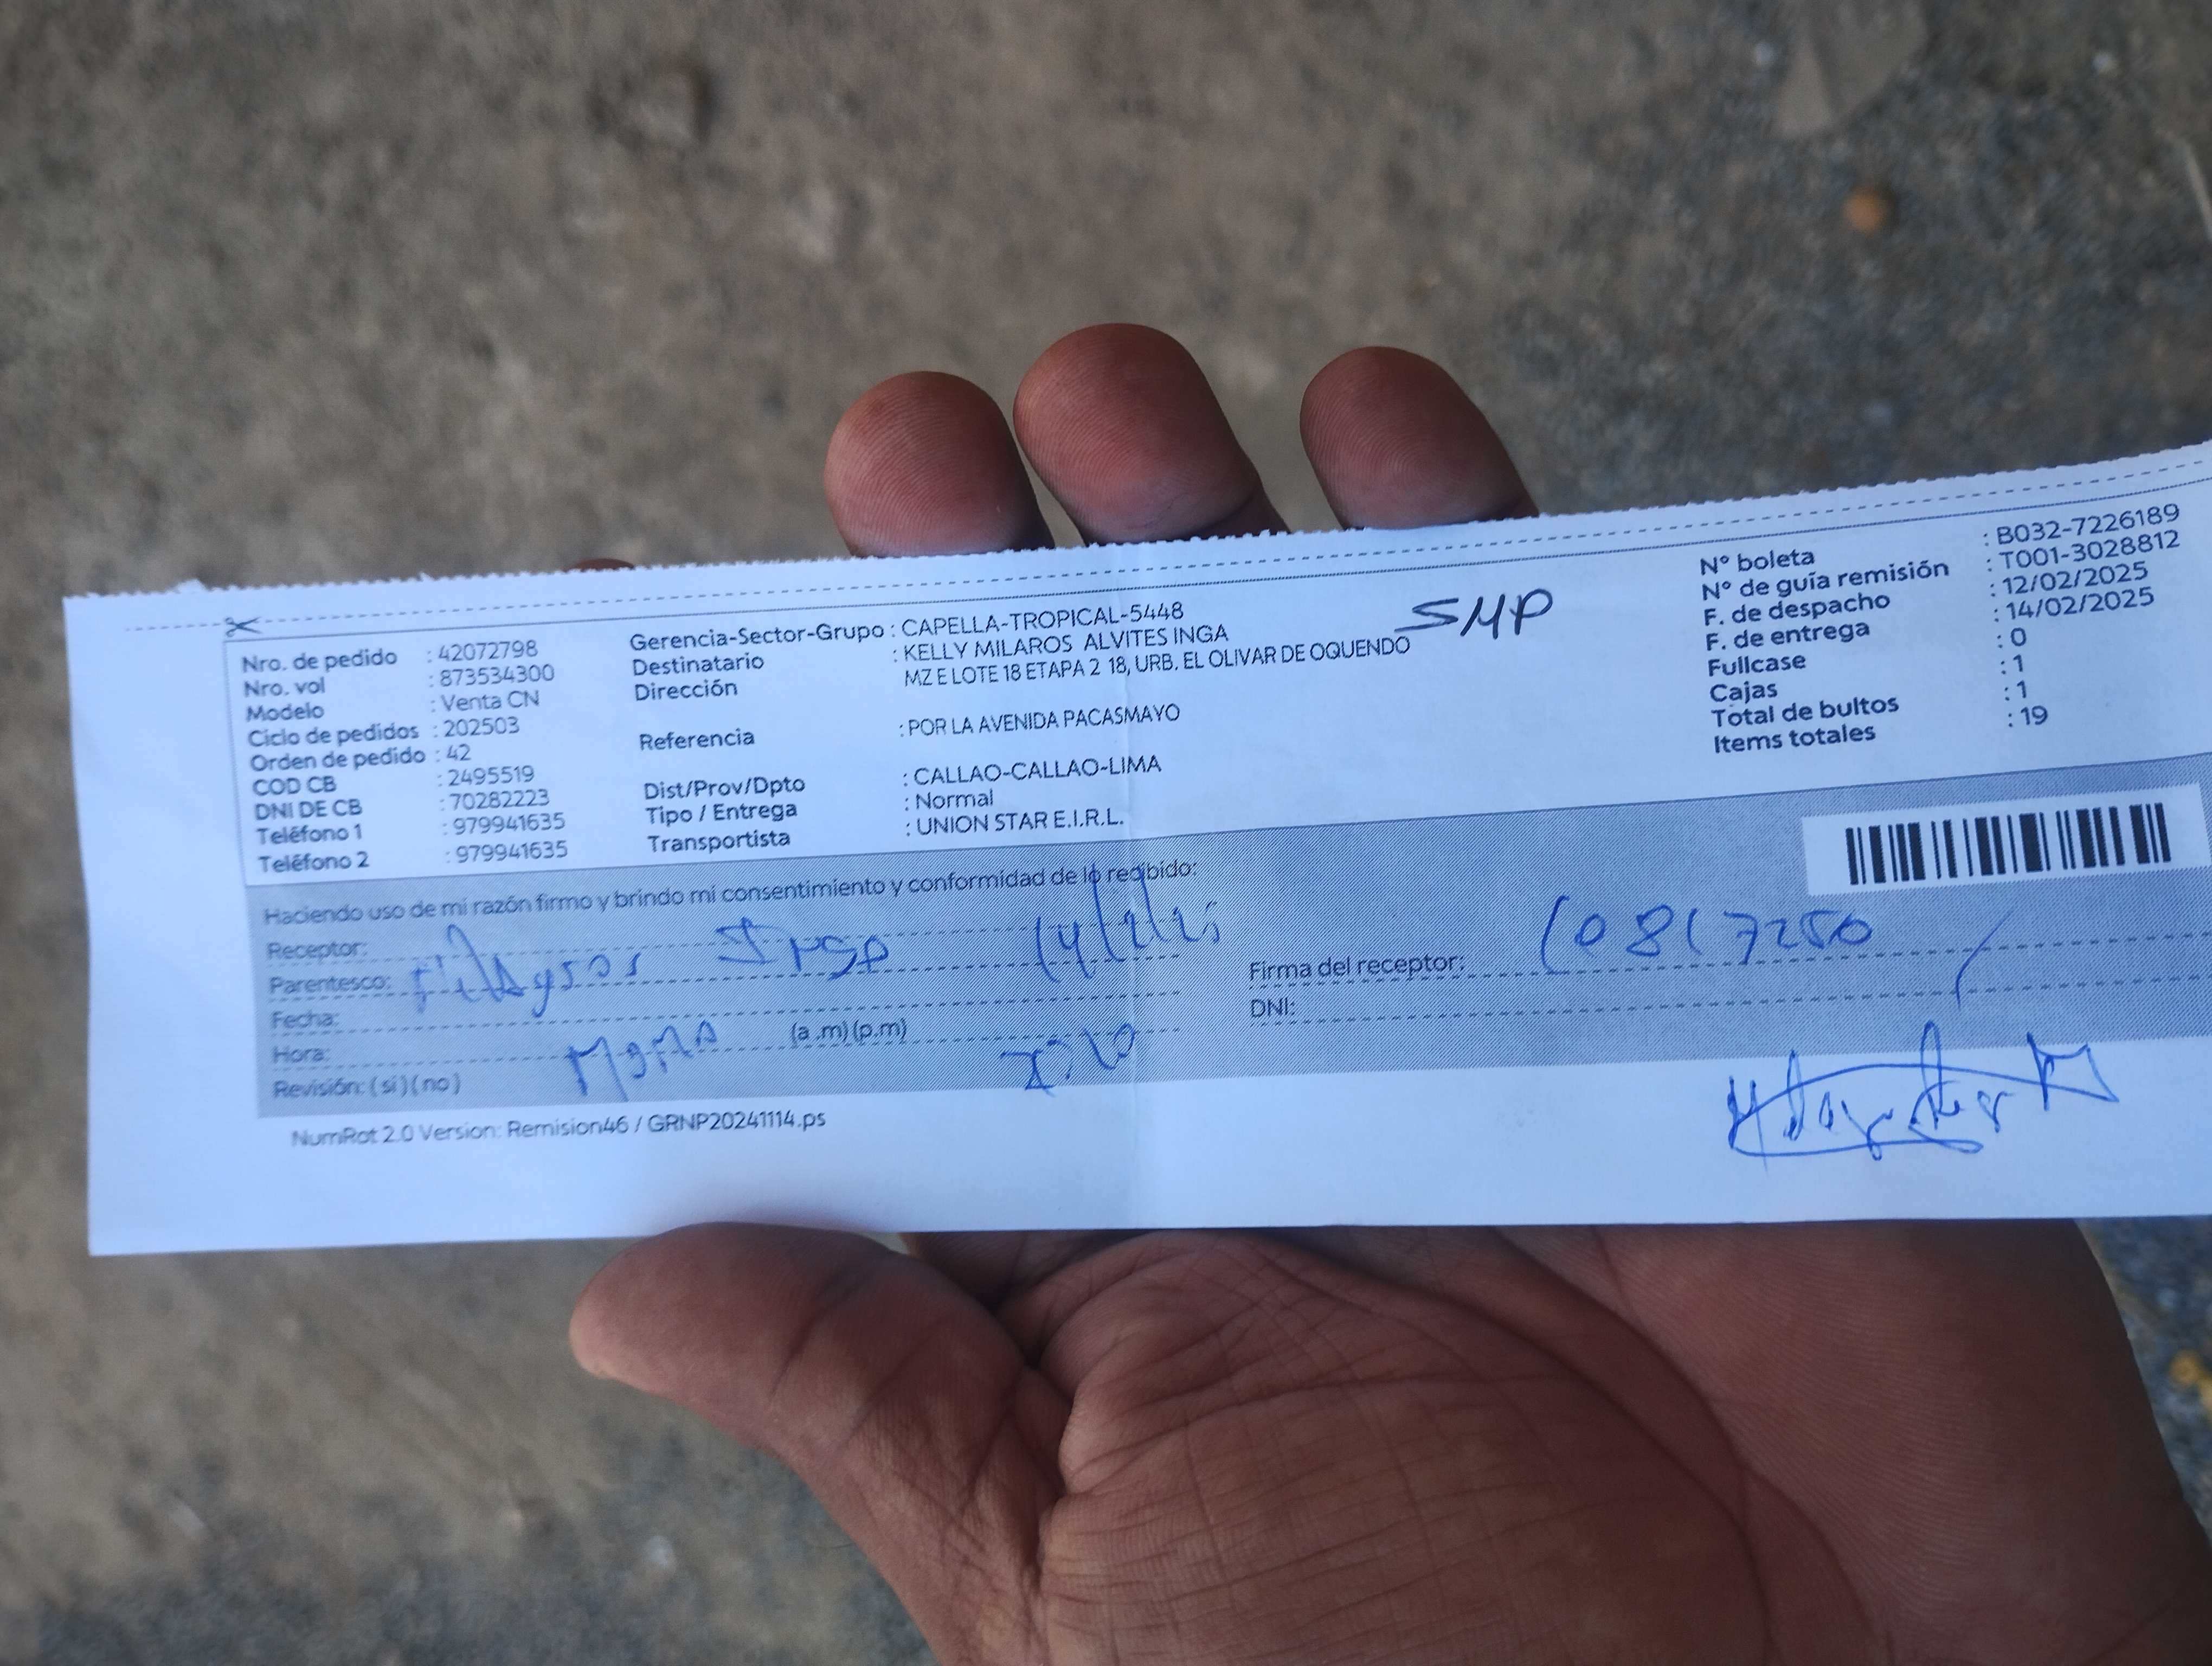 Nro. de pedido : 42072798
Nro. vol : 873534300
Modelo : Venta CN
Ciclo de pedidos : 202503
Orden de pedido : 42
COD CB : 2495519
DNI DE CB : 70282223
Teléfono 1 : 979941635
Teléfono 2 : 979941635
Gerencia-Sector-Grupo : CAPELLA-TROPICAL-5448
Destinatario : KELLY MILAROS ALVITES INGA
Dirección MZ E LOTE 18 ETAPA 2 18, URB. EL OLIVAR DE OQUENDO
Referencia : POR LA AVENIDA PACASMAYO
Dist/Prov/Dpto : CALLAO-CALLAO-LIMA
Tipo / Entrega : Normal
Transportista : UNION STAR E.I.R.L.
SMP
N° boleta : B032-7226189
N° de guía remisión : T001-3028812
F. de despacho : 12/02/2025
F. de entrega : 14/02/2025
Fullcase : 0
Cajas : 1
Total de bultos : 1
Items totales : 19
Haciendo uso de mi razón firmo y brindo mi consentimiento y conformidad de lo recibido:
Receptor:
Parentesco:
Fecha:
Hora: (a.m)(p.m)
Revisión: (si)(no)
Firma del receptor:
DNI:
NumRot 2.0 Version: Remision46 / GRNP20241114.ps